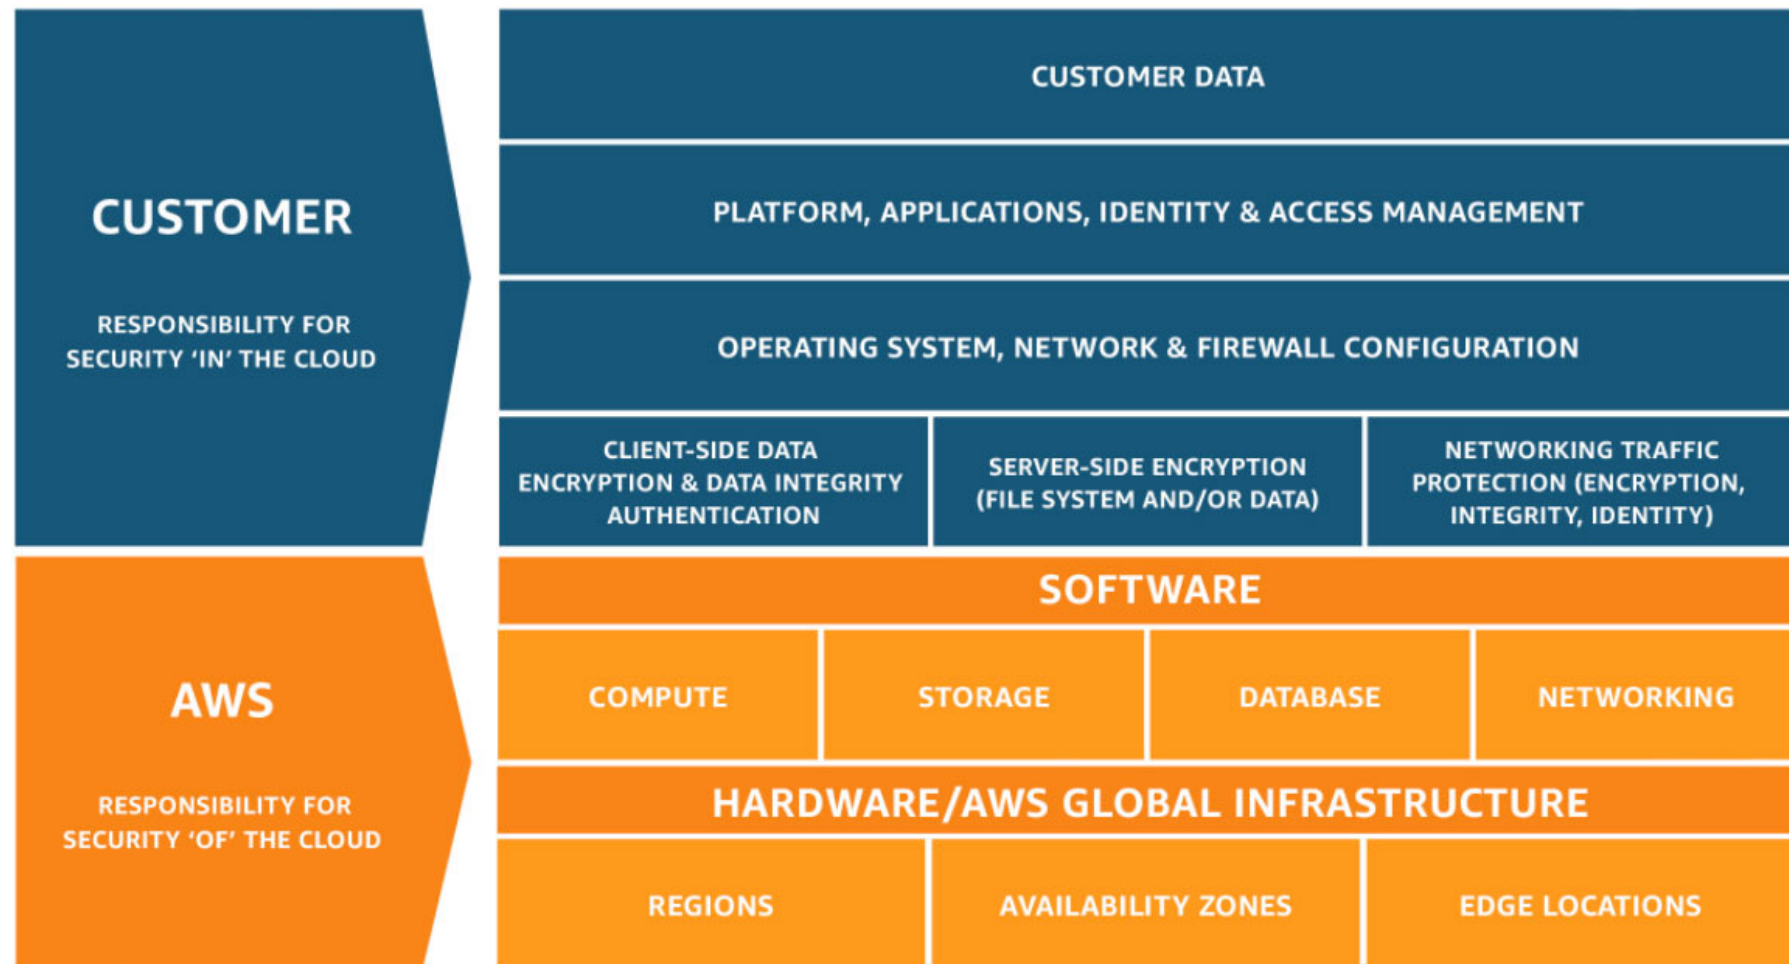 CUSTOMER
RESPONSIBILITY FOR
SECURITY ‘IN’ THE CLOUD
CUSTOMER DATA
PLATFORM, APPLICATIONS, IDENTITY & ACCESS MANAGEMENT
OPERATING SYSTEM, NETWORK & FIREWALL CONFIGURATION
CLIENT-SIDE DATA
ENCRYPTION & DATA INTEGRITY
AUTHENTICATION
SERVER-SIDE ENCRYPTION
(FILE SYSTEM AND/OR DATA)
NETWORKING TRAFFIC
PROTECTION (ENCRYPTION,
INTEGRITY, IDENTITY)
AWS
RESPONSIBILITY FOR
SECURITY ‘OF’ THE CLOUD
SOFTWARE
COMPUTE
STORAGE
DATABASE
NETWORKING
HARDWARE/AWS GLOBAL INFRASTRUCTURE
REGIONS
AVAILABILITY ZONES
EDGE LOCATIONS